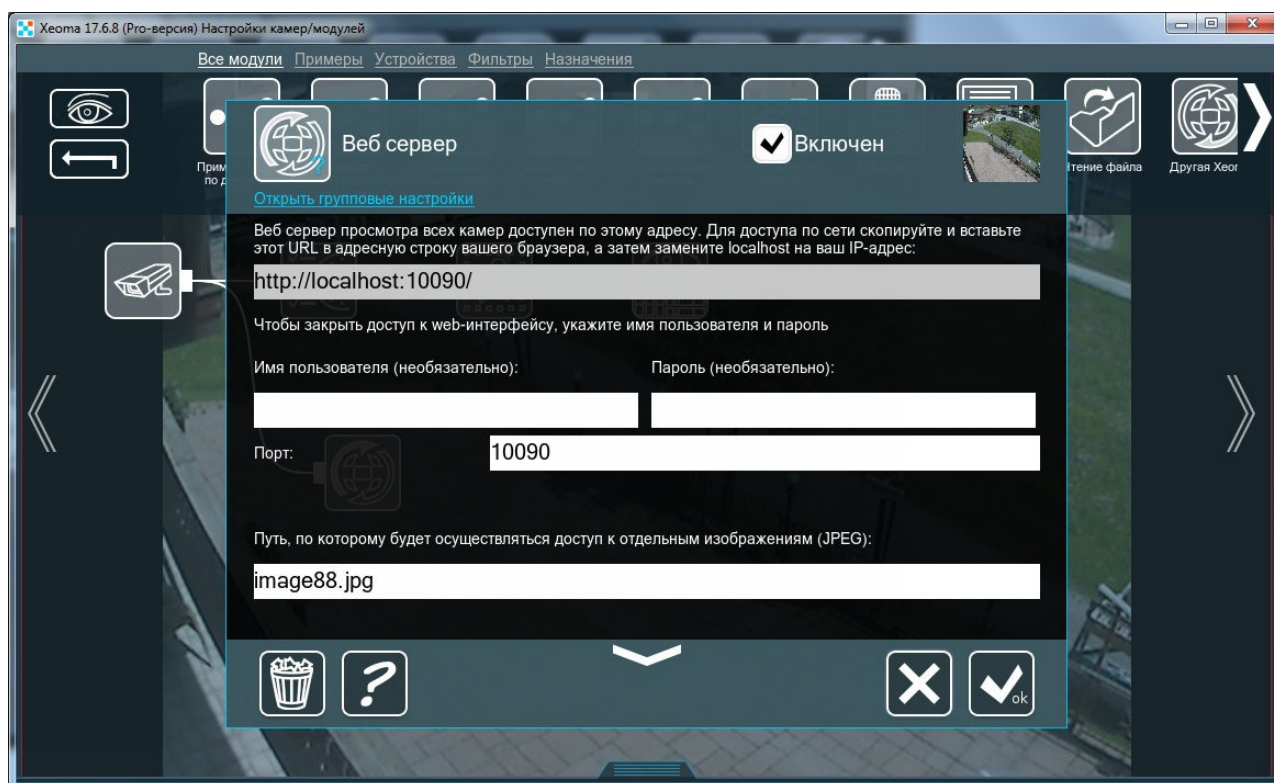 Xeoma 17.6.8 (Pro-версия) Настройки камер/модулей
Все модули Примеры Устройства Фильтры Назначения
Прим
по д
тение файла
Другая Xeor
Веб сервер
Включен
Открыть групповые настройки
Веб сервер просмотра всех камер доступен по этому адресу. Для доступа по сети скопируйте и вставьте
этот URL в адресную строку вашего браузера, а затем замените localhost на ваш IP-адрес:
http://localhost:10090/
Чтобы закрыть доступ к web-интерфейсу, укажите имя пользователя и пароль
Имя пользователя (необязательно):
Пароль (необязательно):
Порт:
10090
Путь, по которому будет осуществляться доступ к отдельным изображениям (JPEG):
image88.jpg
ok